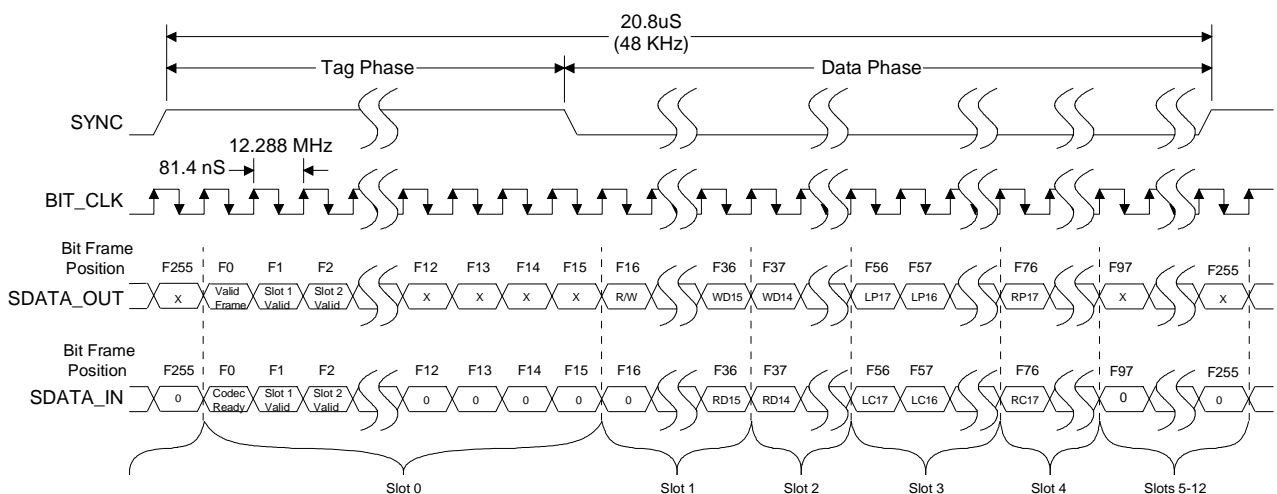 20.8uS
(48 KHz)
Tag Phase
Data Phase
SYNC
12.288 MHz
81.4 nS
BIT_CLK
Bit Frame
Position
F255 F0 F1 F2 F12 F13 F14 F15 F16 F36 F37 F56 F57 F76 F97 F255
SDATA_OUT
X Valid Frame Slot 1 Valid Slot 2 Valid X X X X R/W WD15 WD14 LP17 LP16 RP17 X X
Bit Frame
Position
F255 F0 F1 F2 F12 F13 F14 F15 F16 F36 F37 F56 F57 F76 F97 F255
SDATA_IN
0 Codec Ready Slot 1 Valid Slot 2 Valid 0 0 0 0 0 RD15 RD14 LC17 LC16 RC17 0 0
Slot 0 Slot 1 Slot 2 Slot 3 Slot 4 Slots 5-12